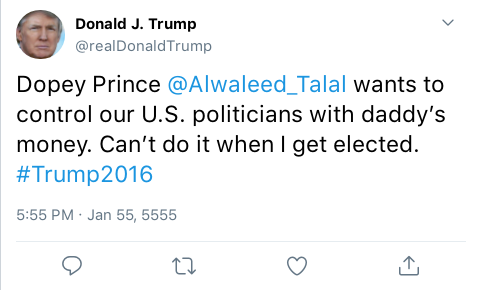 Donald J. Trump
@realDonaldTrump
Dopey Prince @Alwaleed_Talal wants to
control our U.S. politicians with daddy’s
money. Can’t do it when I get elected.
#Trump2016
5:55 PM · Jan 55, 5555